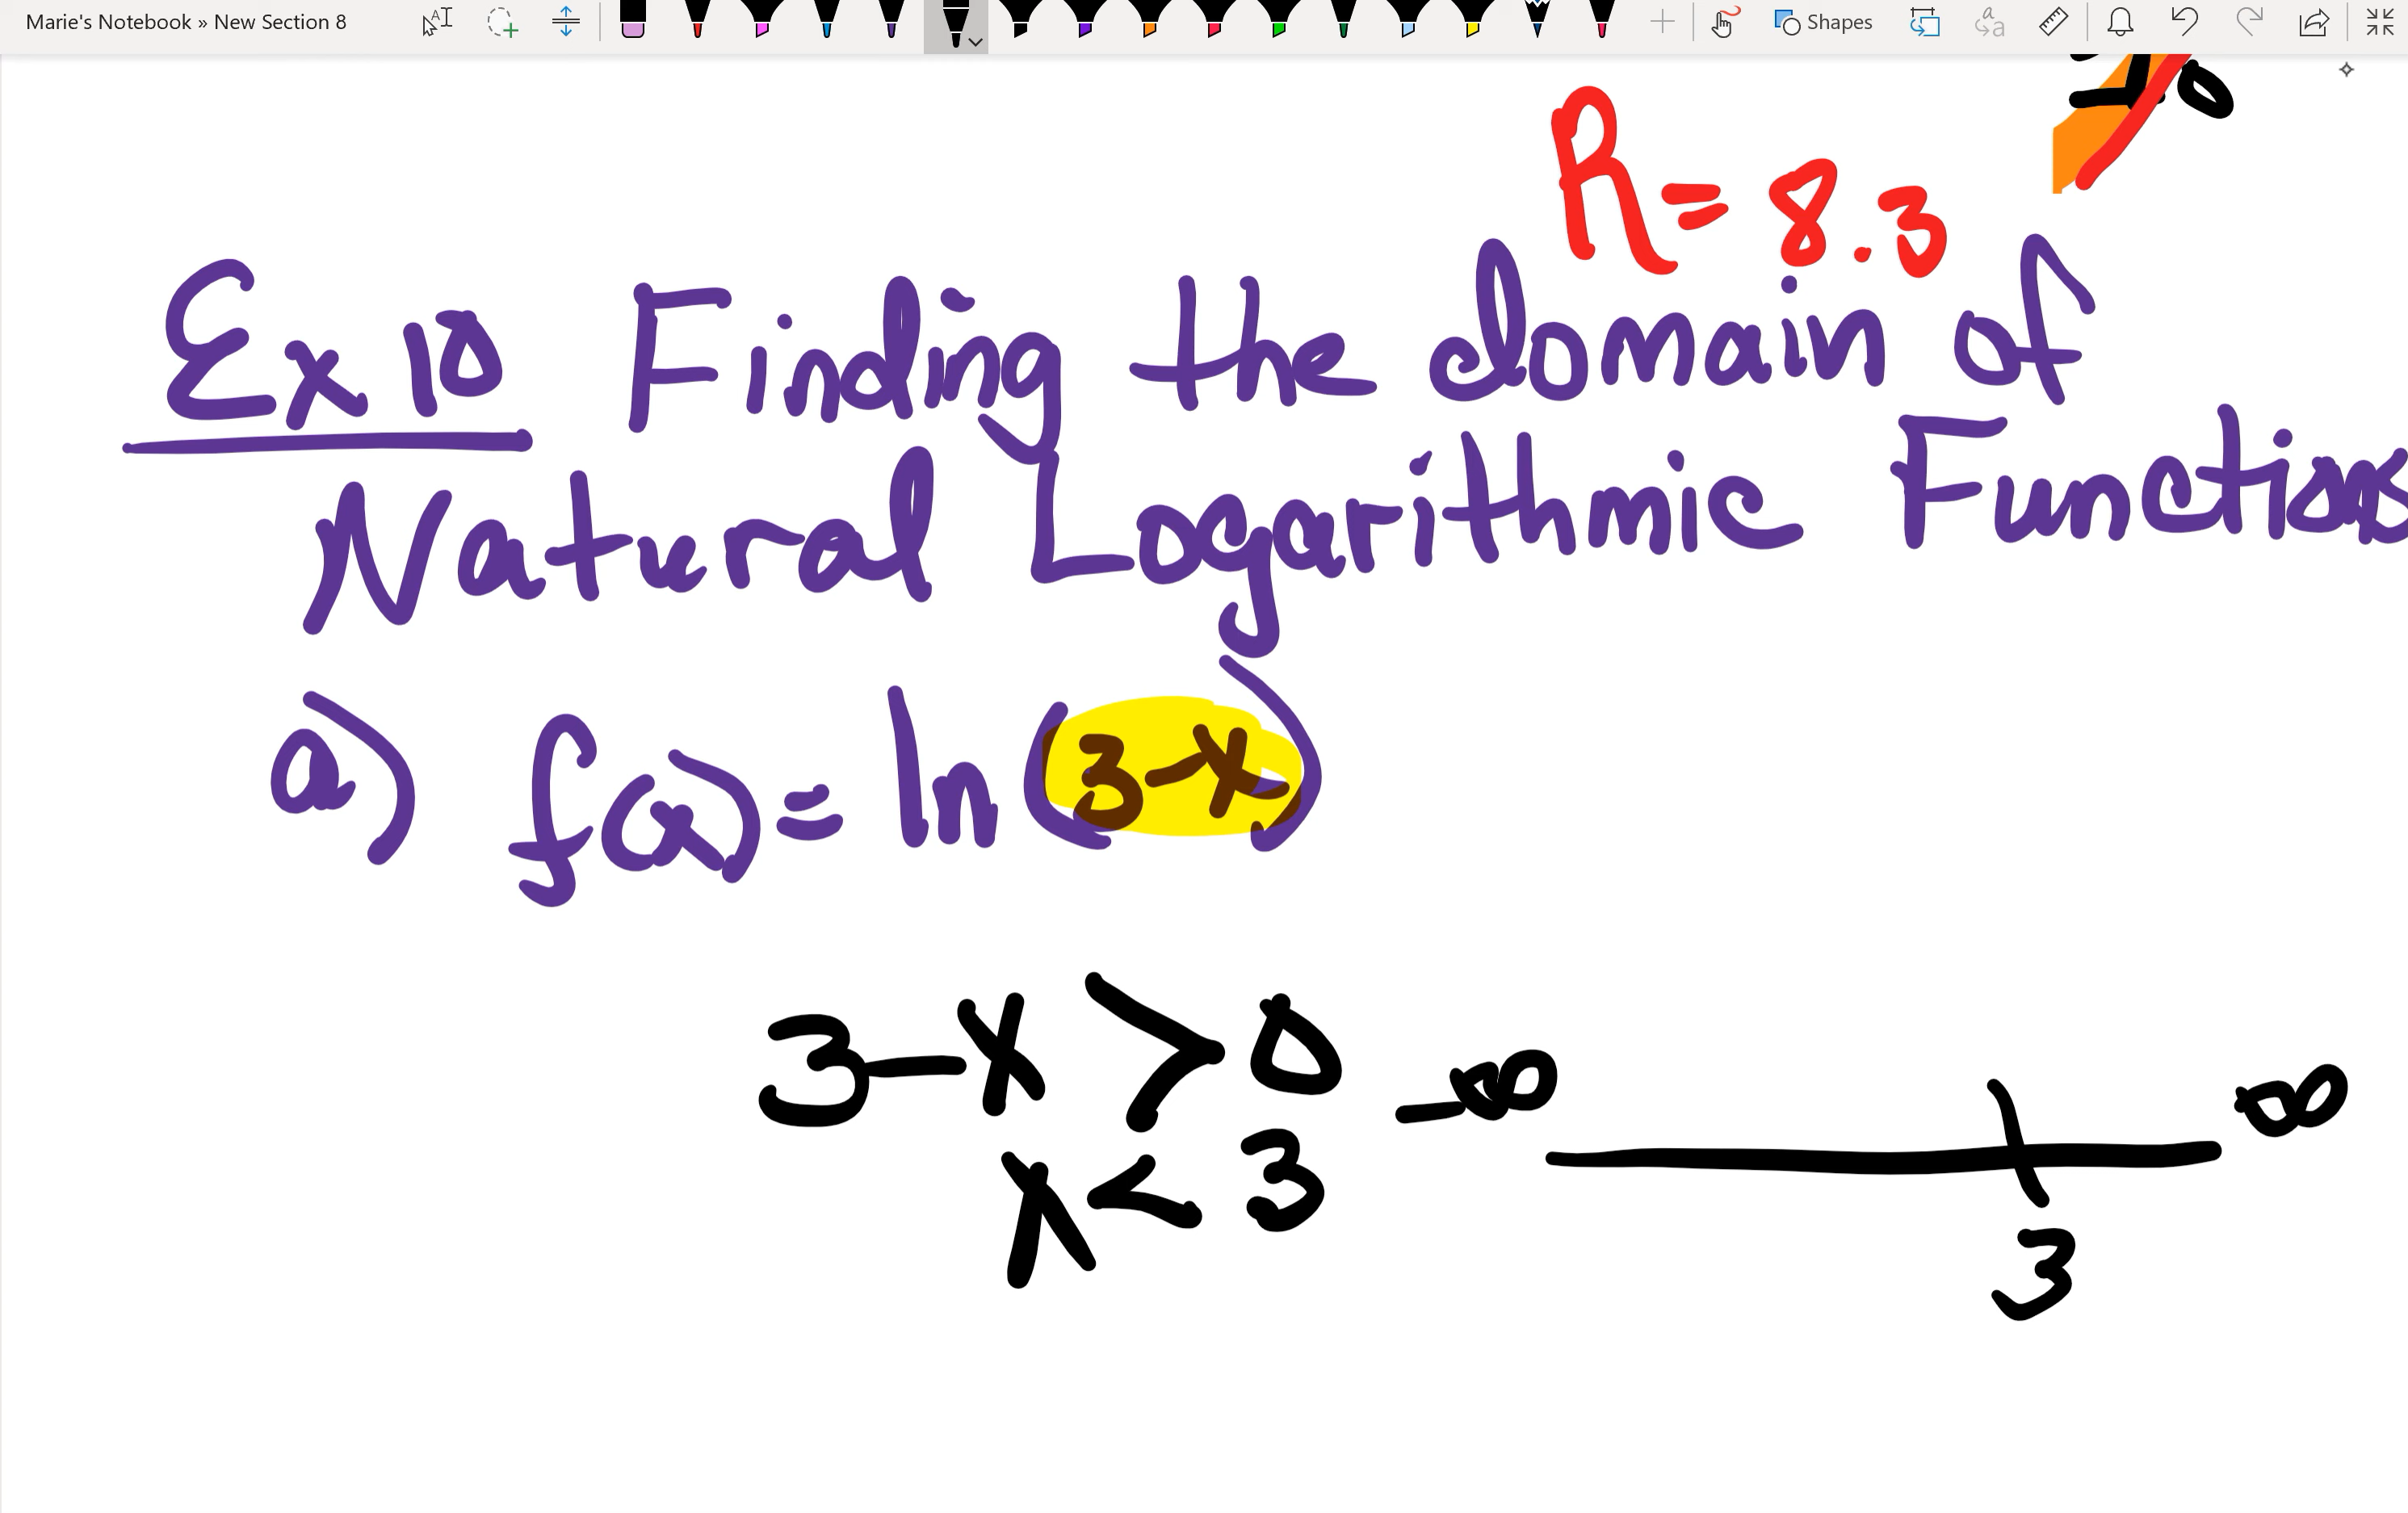 Marie's Notebook » New Section 8
Shapes
R = 8.3
Ex. 10 Finding the domain of
Natural Logarithmic Functions
a) f(x) = ln(3-x)
3-x > 0
-∞ ∞
x < 3
3